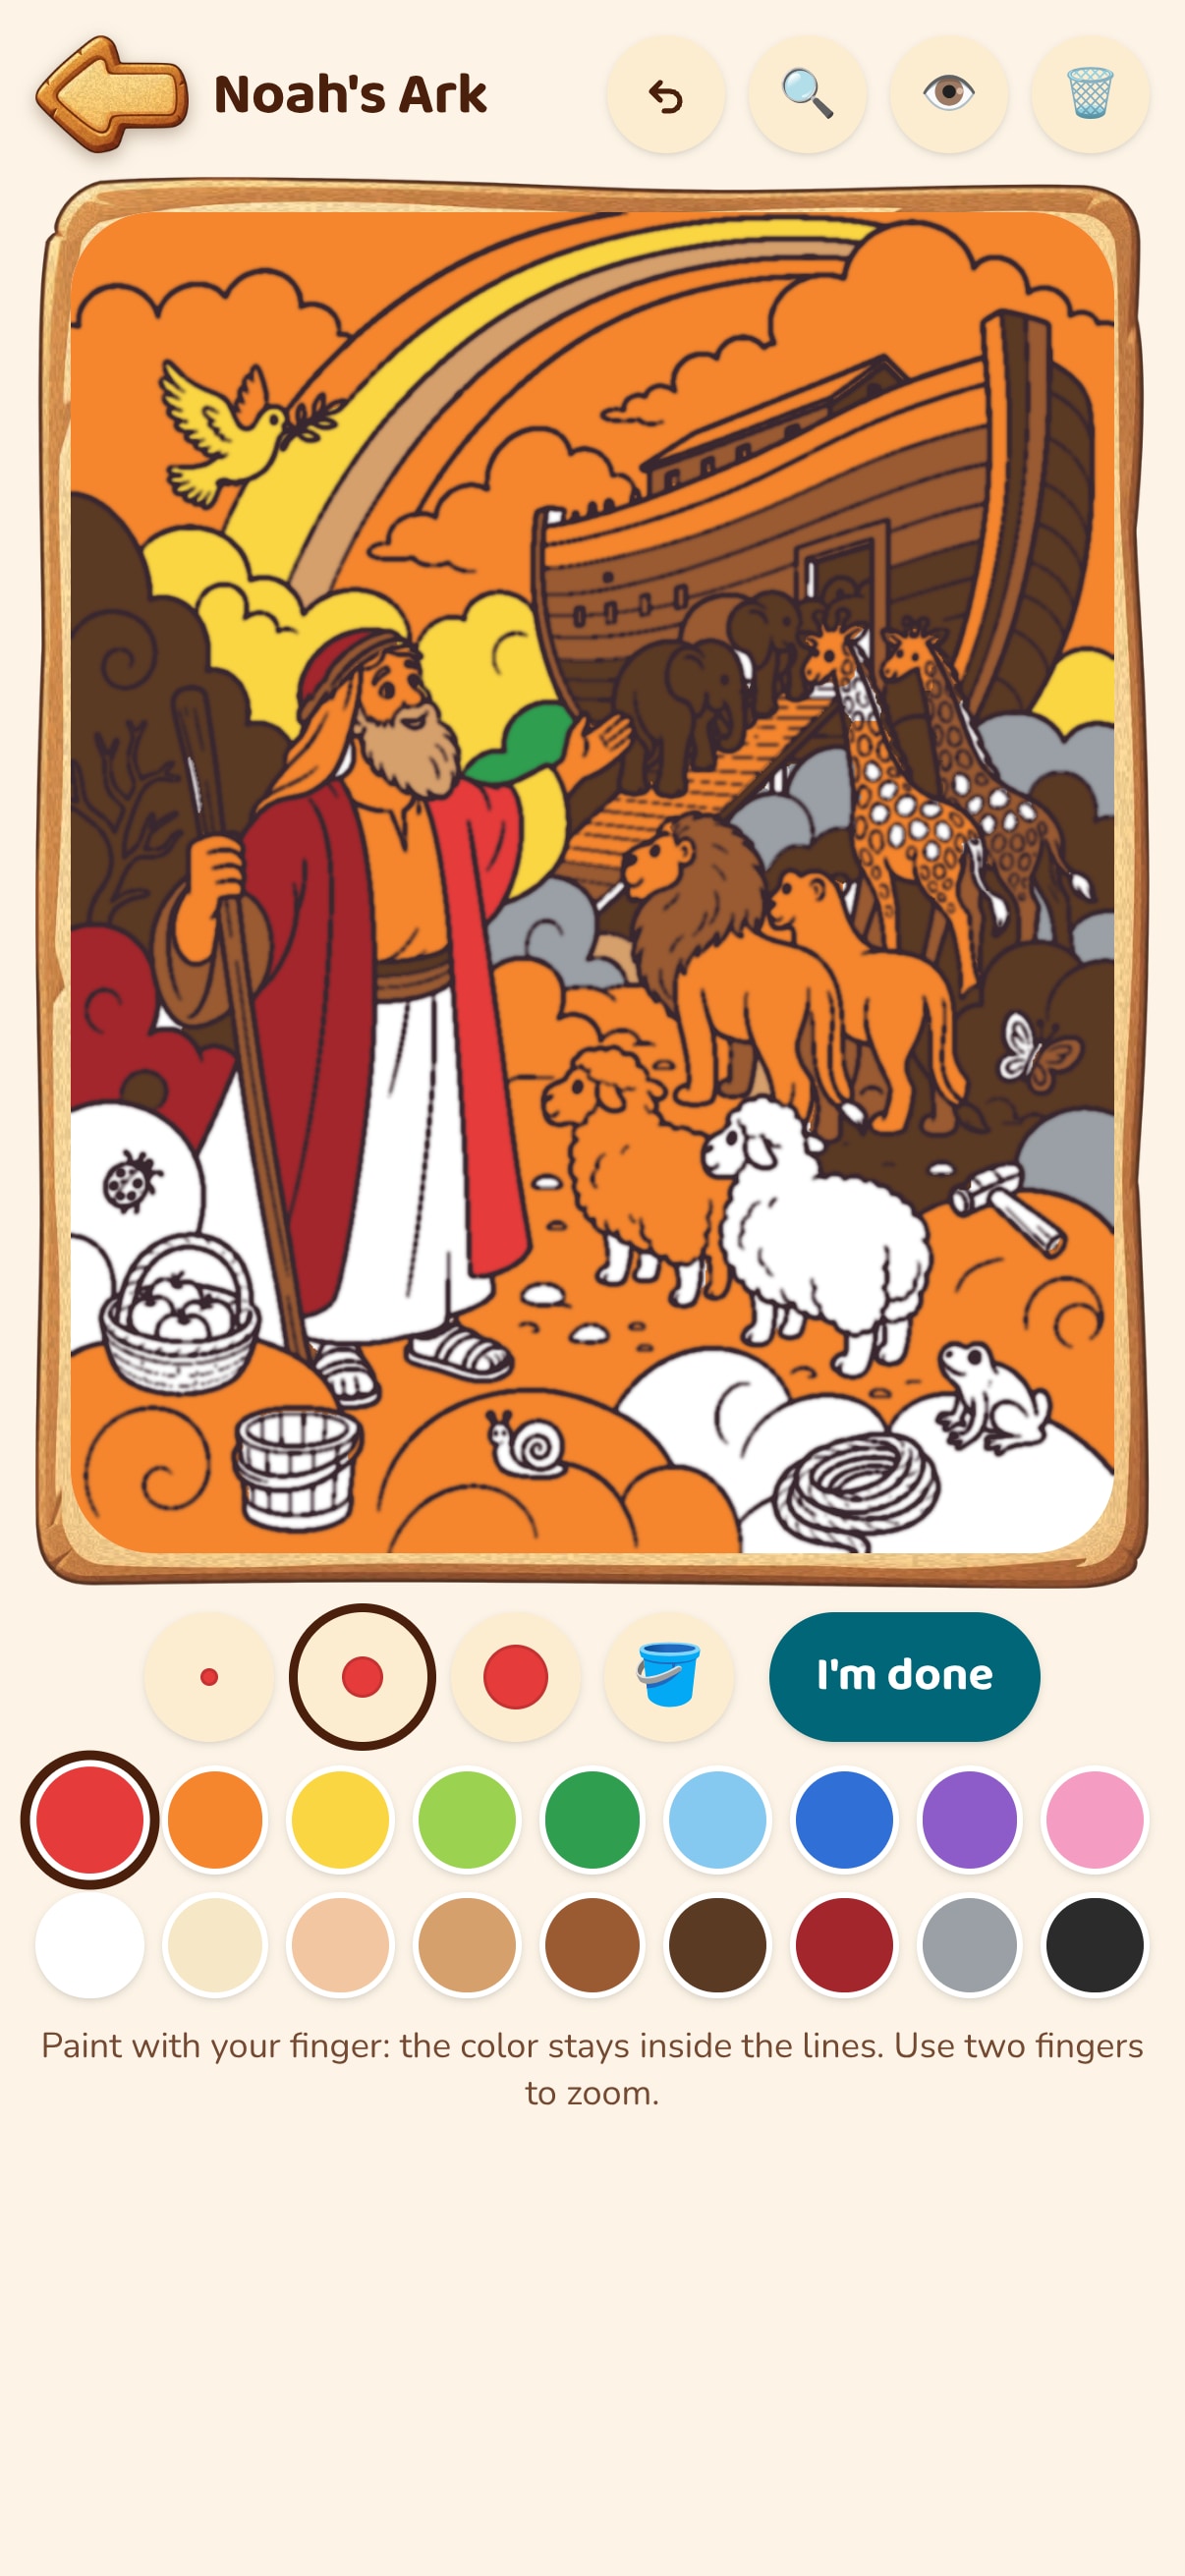 Noah's Ark
I'm done
Paint with your finger: the color stays inside the lines. Use two fingers
to zoom.